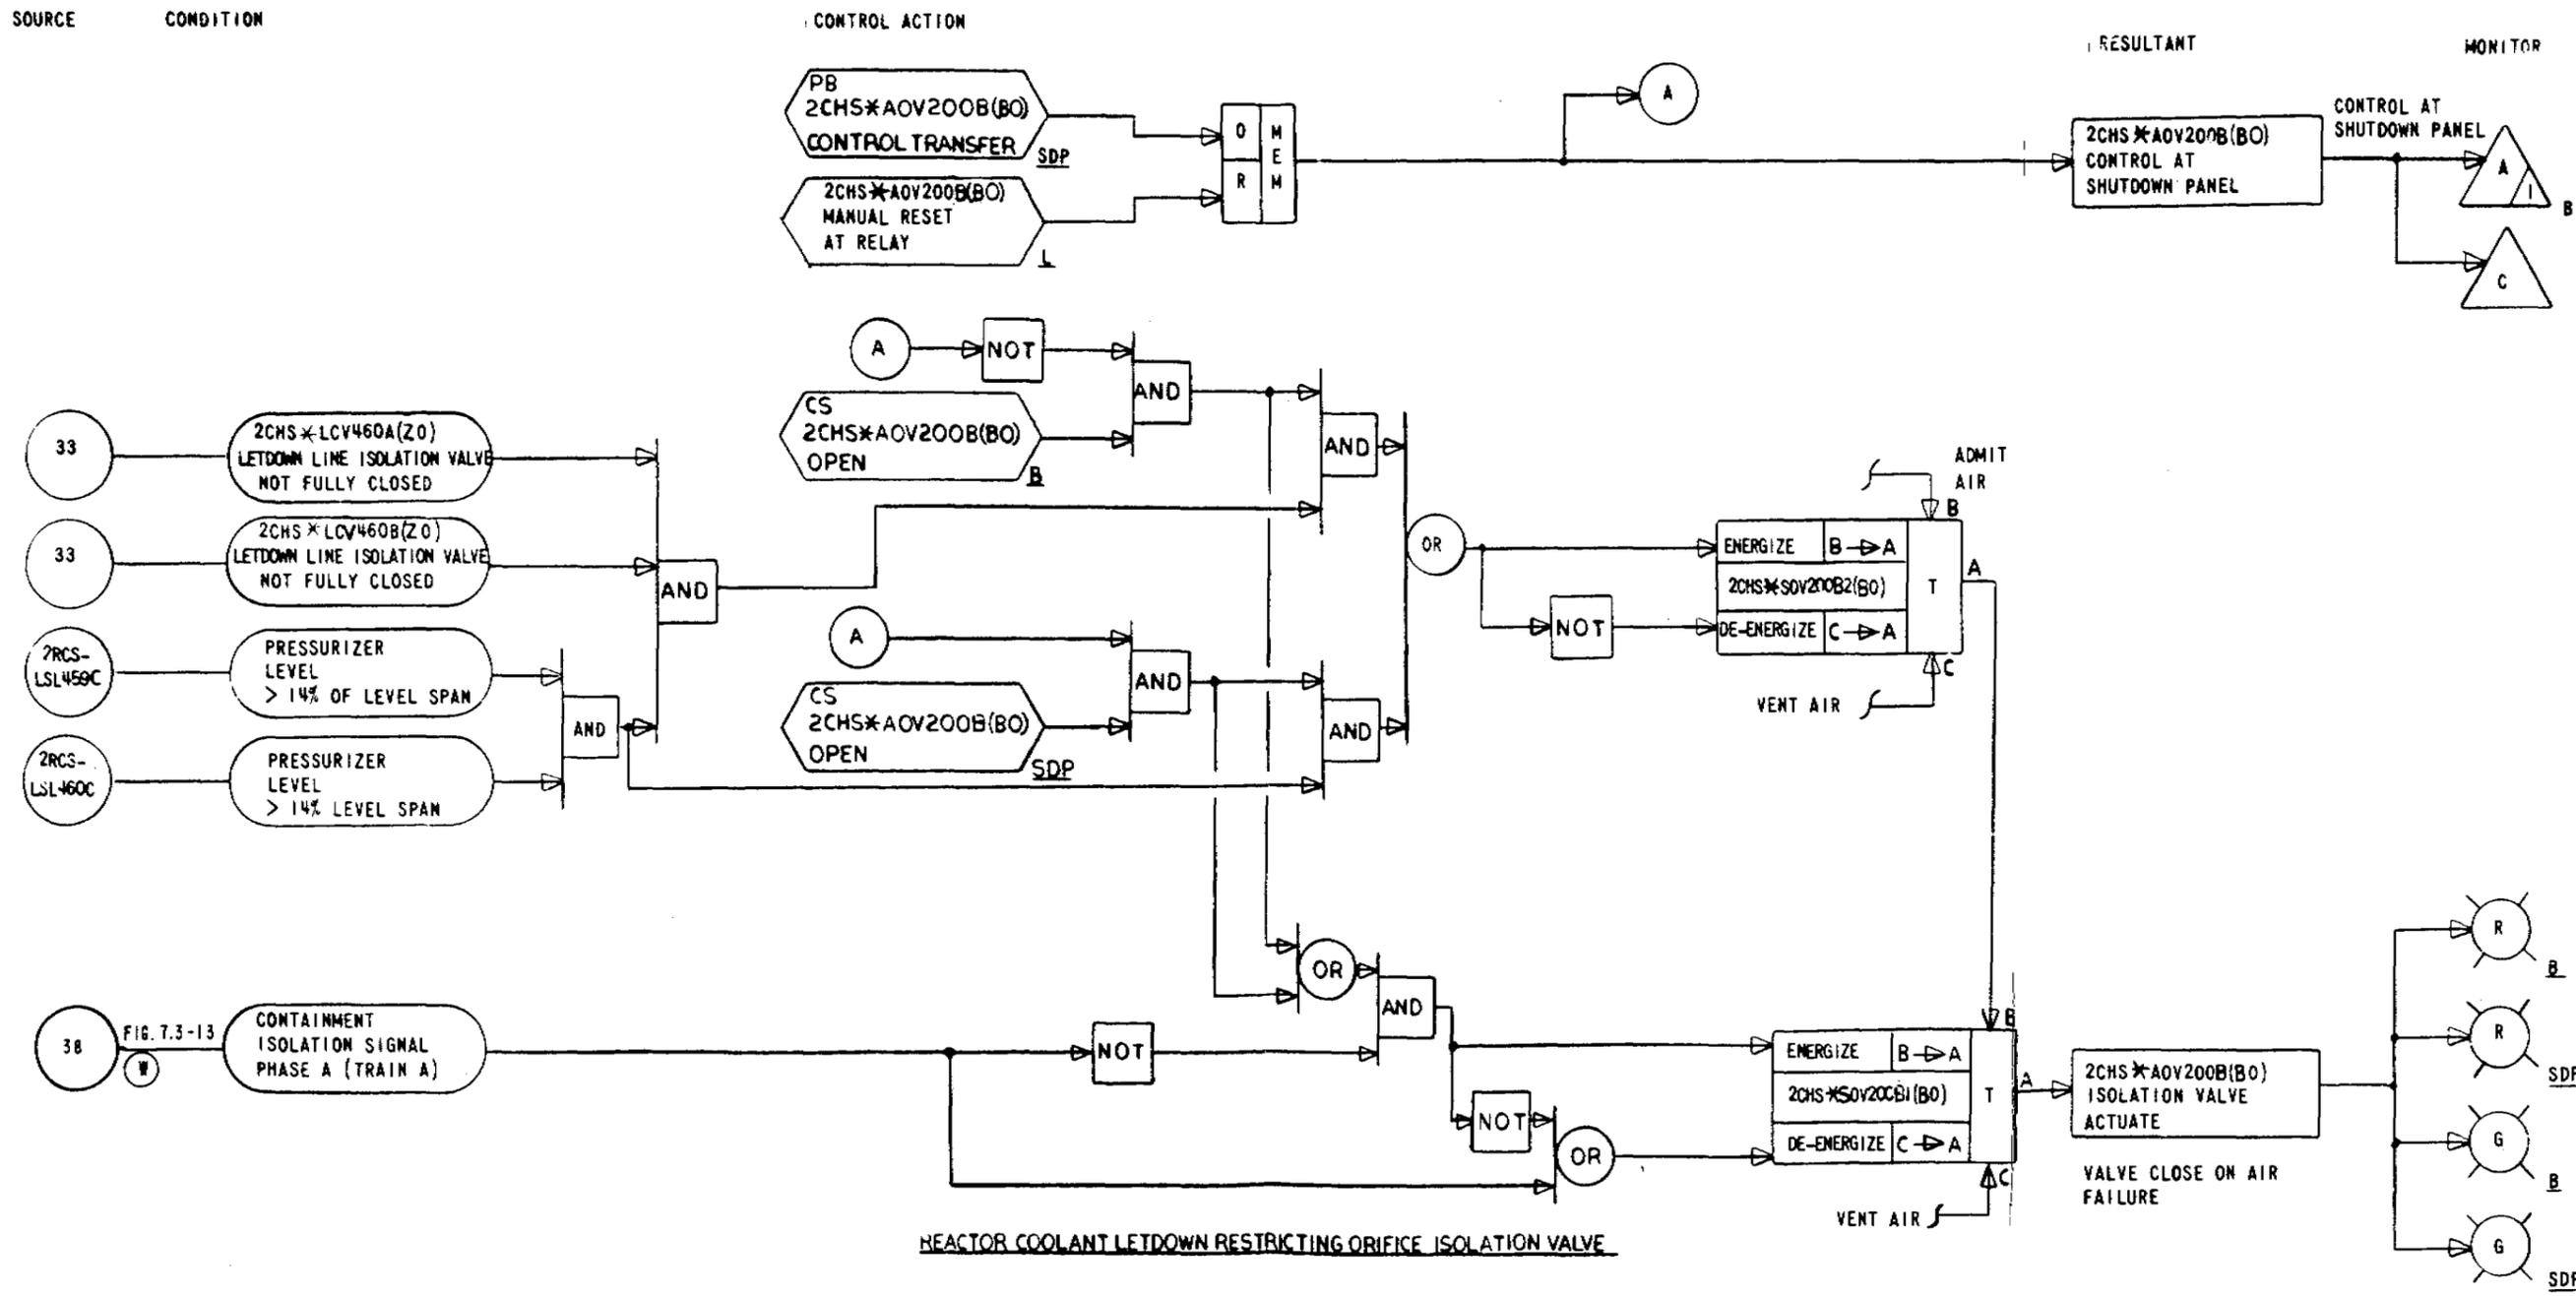 SOURCE
CONDITION
CONTROL ACTION
RESULTANT
MONITOR
PB
2CHS*AOV200B(BO)
CONTROL TRANSFER
SDP
2CHS*AOV200B(BO)
MANUAL RESET
AT RELAY
L
O
R
M
E
M
A
2CHS*AOV200B(BO)
CONTROL AT
SHUTDOWN PANEL
CONTROL AT
SHUTDOWN PANEL
A
1
B
C
A
NOT
AND
CS
2CHS*AOV200B(BO)
OPEN
B
33
2CHS*LCV460A(ZO)
LETDOWN LINE ISOLATION VALVE
NOT FULLY CLOSED
33
2CHS*LCV460B(ZO)
LETDOWN LINE ISOLATION VALVE
NOT FULLY CLOSED
AND
2RCS-
LSL459C
PRESSURIZER
LEVEL
> 14% OF LEVEL SPAN
2RCS-
LSL460C
PRESSURIZER
LEVEL
> 14% LEVEL SPAN
AND
A
AND
CS
2CHS*AOV200B(BO)
OPEN
SDP
AND
AND
OR
NOT
ADMIT
AIR
B
ENERGIZE
B A
2CHS*SOV200B2(BO)
DE-ENERGIZE
C A
T
A
C
VENT AIR
38
FIG. 7.3-13
W
CONTAINMENT
ISOLATION SIGNAL
PHASE A (TRAIN A)
NOT
OR
AND
NOT
OR
B
ENERGIZE
B A
2CHS*SOV200B1(BO)
DE-ENERGIZE
C A
T
A
C
VENT AIR
2CHS*AOV200B(BO)
ISOLATION VALVE
ACTUATE
VALVE CLOSE ON AIR
FAILURE
R
B
R
SDP
G
B
G
SDP
REACTOR COOLANT LETDOWN RESTRICTING ORIFICE ISOLATION VALVE